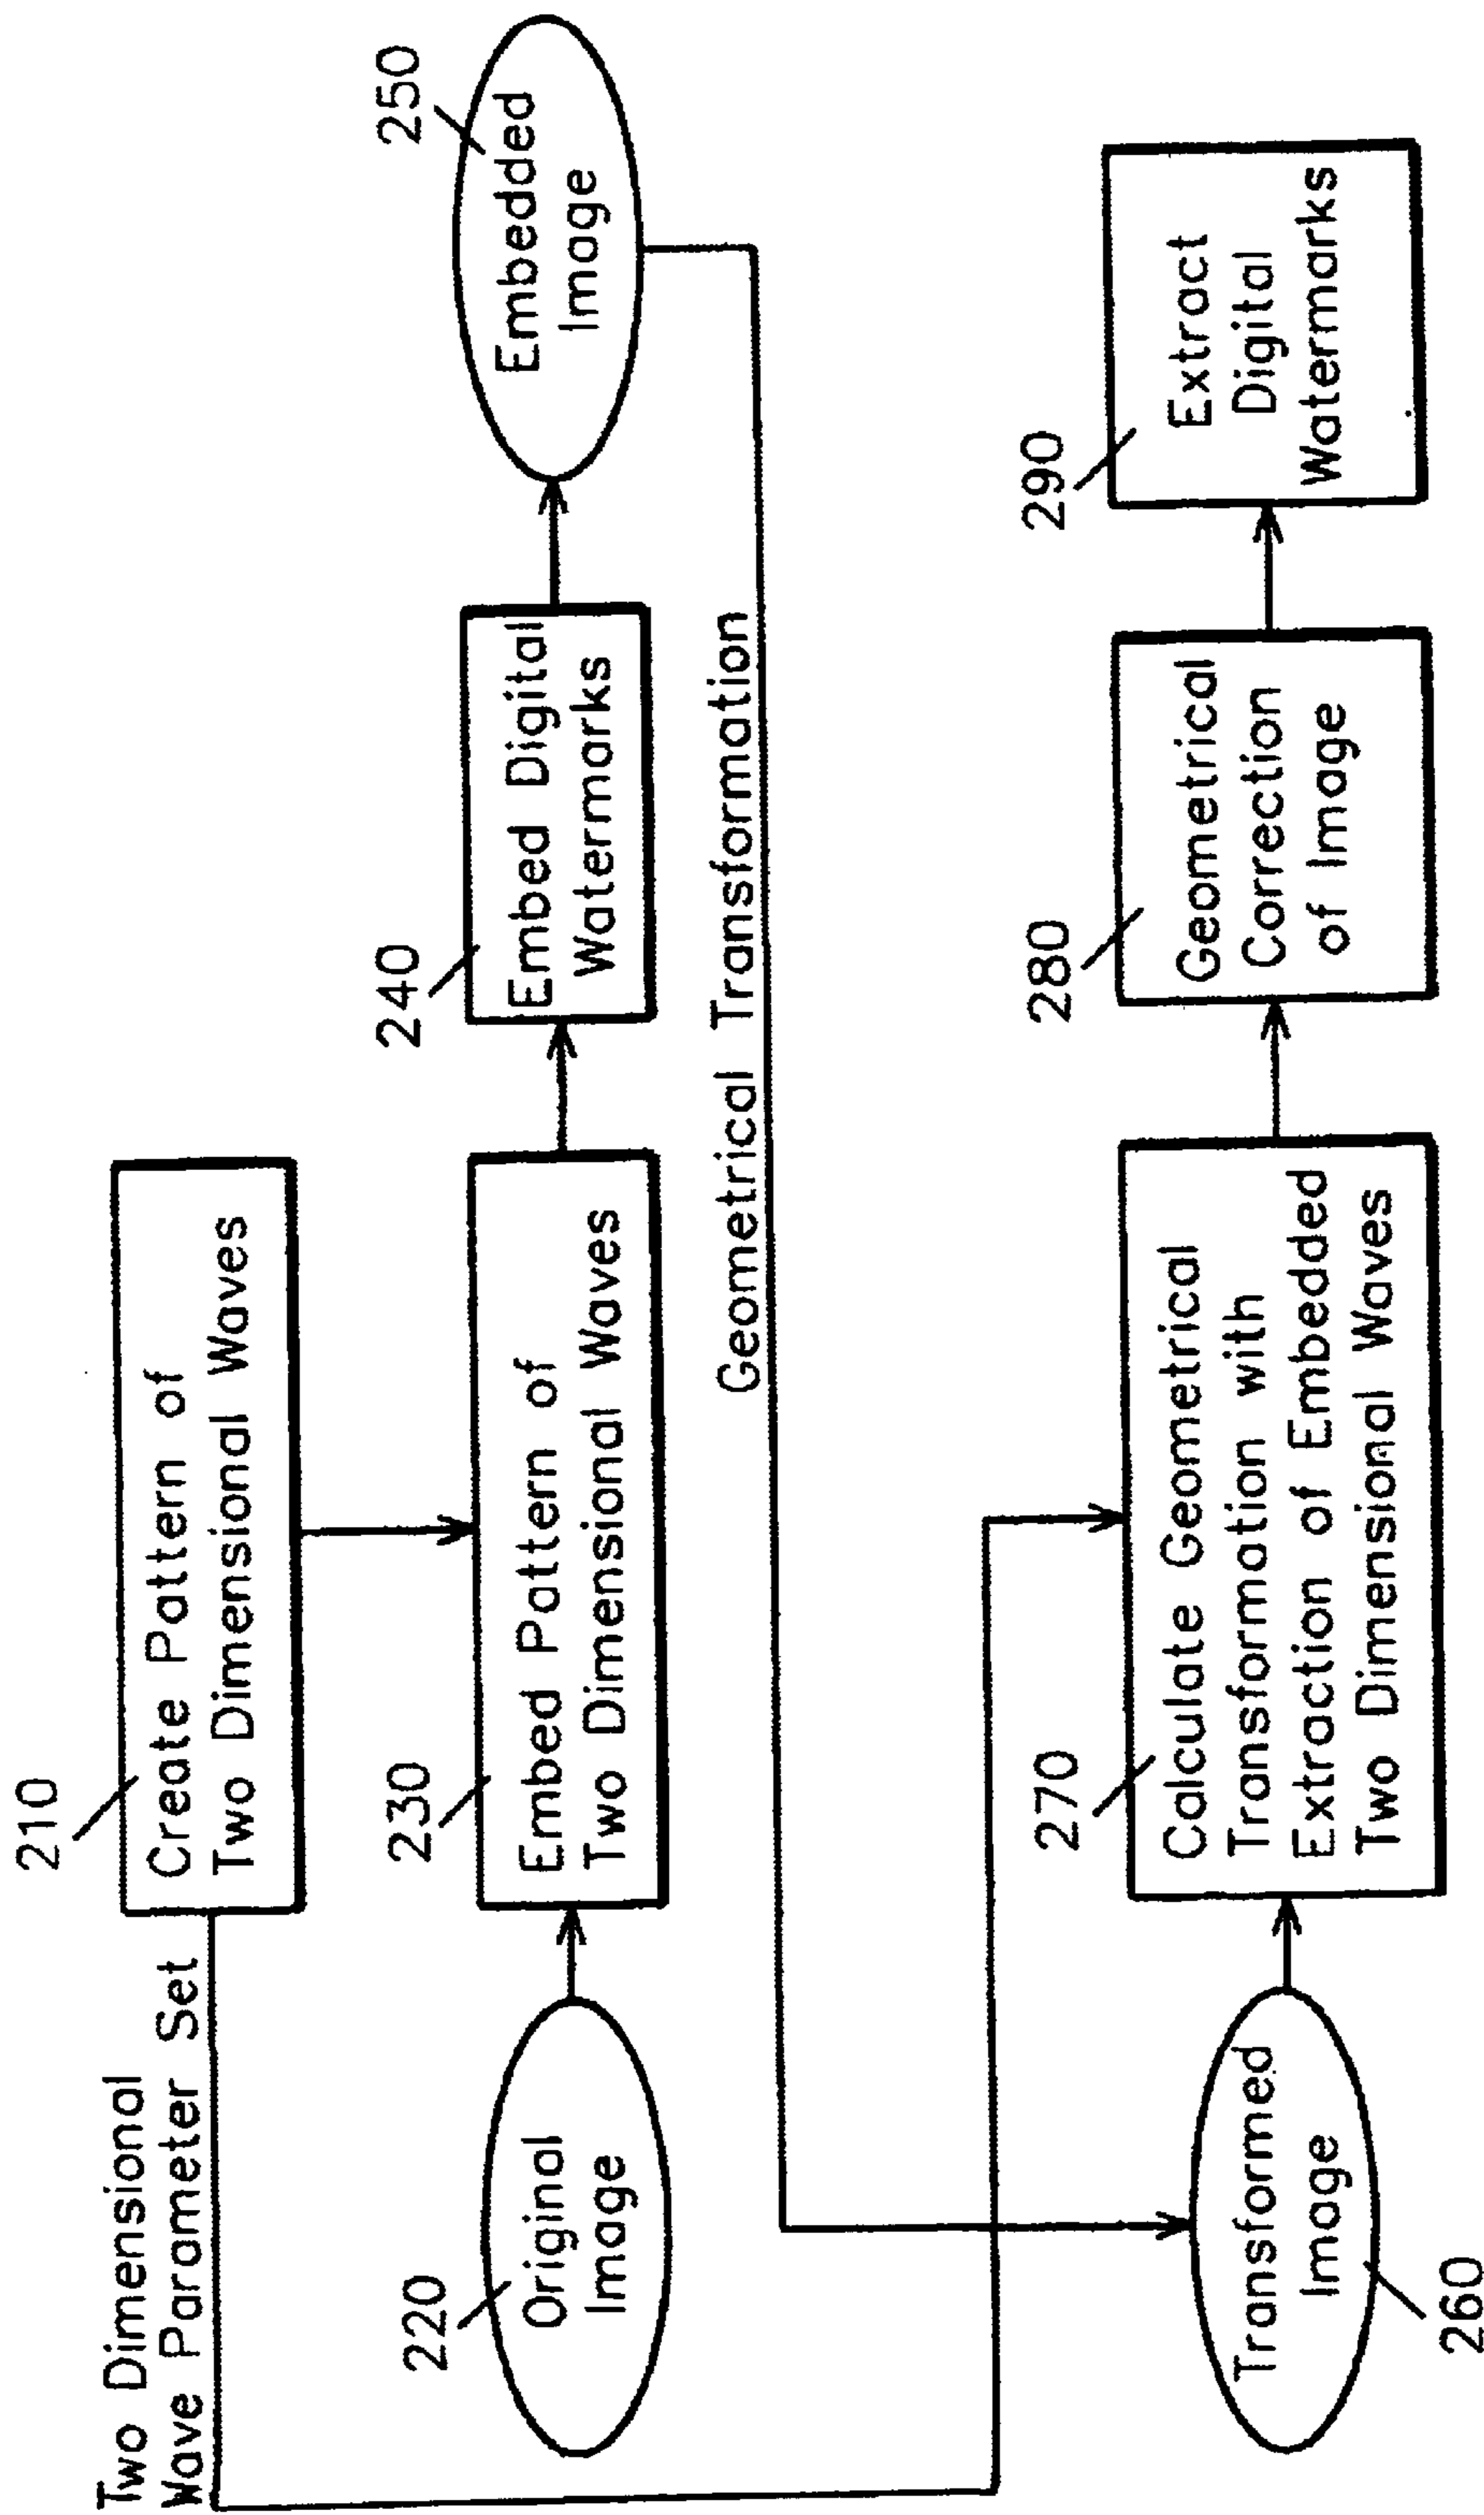 210
Two Dimensional
Wave Parameter Set
Create Pattern of
Two Dimensional Waves
220
Original
Image
230
Embed Pattern of
Two Dimensional Waves
240
Embed Digital
Watermarks
250
Embedded
Image
Geometrical Transformation
260
Transformed
Image
270
Calculate Geometrical
Transformation with
Extraction of Embedded
Two Dimensional Waves
280
Geometrical
Correction
of Image
290
Extract
Digital
Watermarks